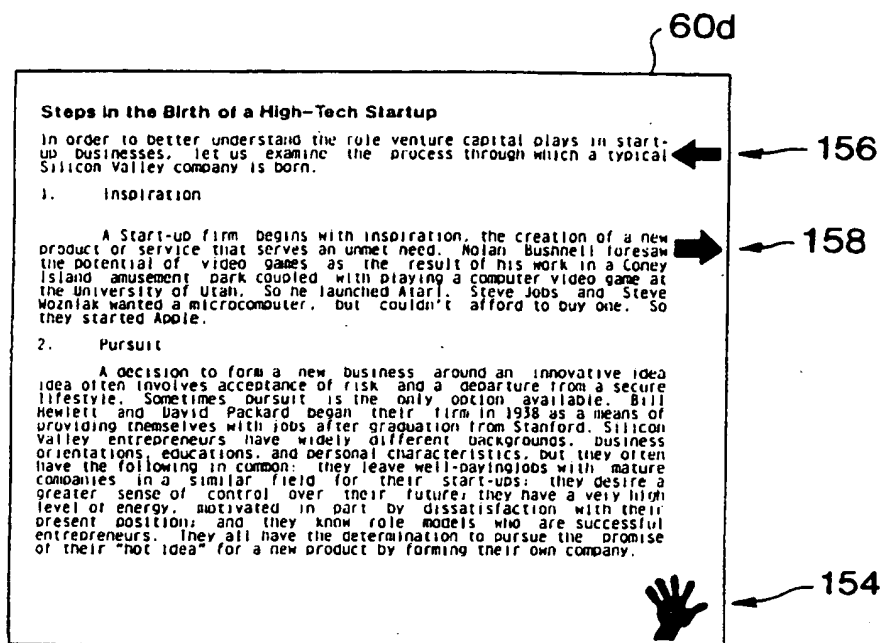 60d
Steps in the Birth of a High-Tech Startup
In order to better understand the role venture capital plays in start-
up businesses, let us examine the process through which a typical
Silicon Valley company is born.
156
1. Inspiration
A Start-up firm begins with inspiration, the creation of a new
product or service that serves an unmet need. Nolan Bushnell foresaw
158
the potential of video games as the result of his work in a Coney
Island amusement park coupled with playing a computer video game at
the University of Utah. So he launched Atari. Steve Jobs and Steve
Wozniak wanted a microcomputer, but couldn't afford to buy one. So
they started Apple.
2. Pursuit
A decision to form a new business around an innovative idea
idea often involves acceptance of risk and a departure from a secure
lifestyle. Sometimes pursuit is the only option available. Bill
Hewlett and David Packard began their firm in 1938 as a means of
providing themselves with jobs after graduation from Stanford. Silicon
Valley entrepreneurs have widely different backgrounds, business
orientations, educations, and personal characteristics, but they often
have the following in common: they leave well-payingjobs with mature
companies in a similar field for their start-ups; they desire a
greater sense of control over their future; they have a very high
level of energy, motivated in part by dissatisfaction with their
present position; and they know role models who are successful
entrepreneurs. They all have the determination to pursue the promise
of their "hot idea" for a new product by forming their own company.
154